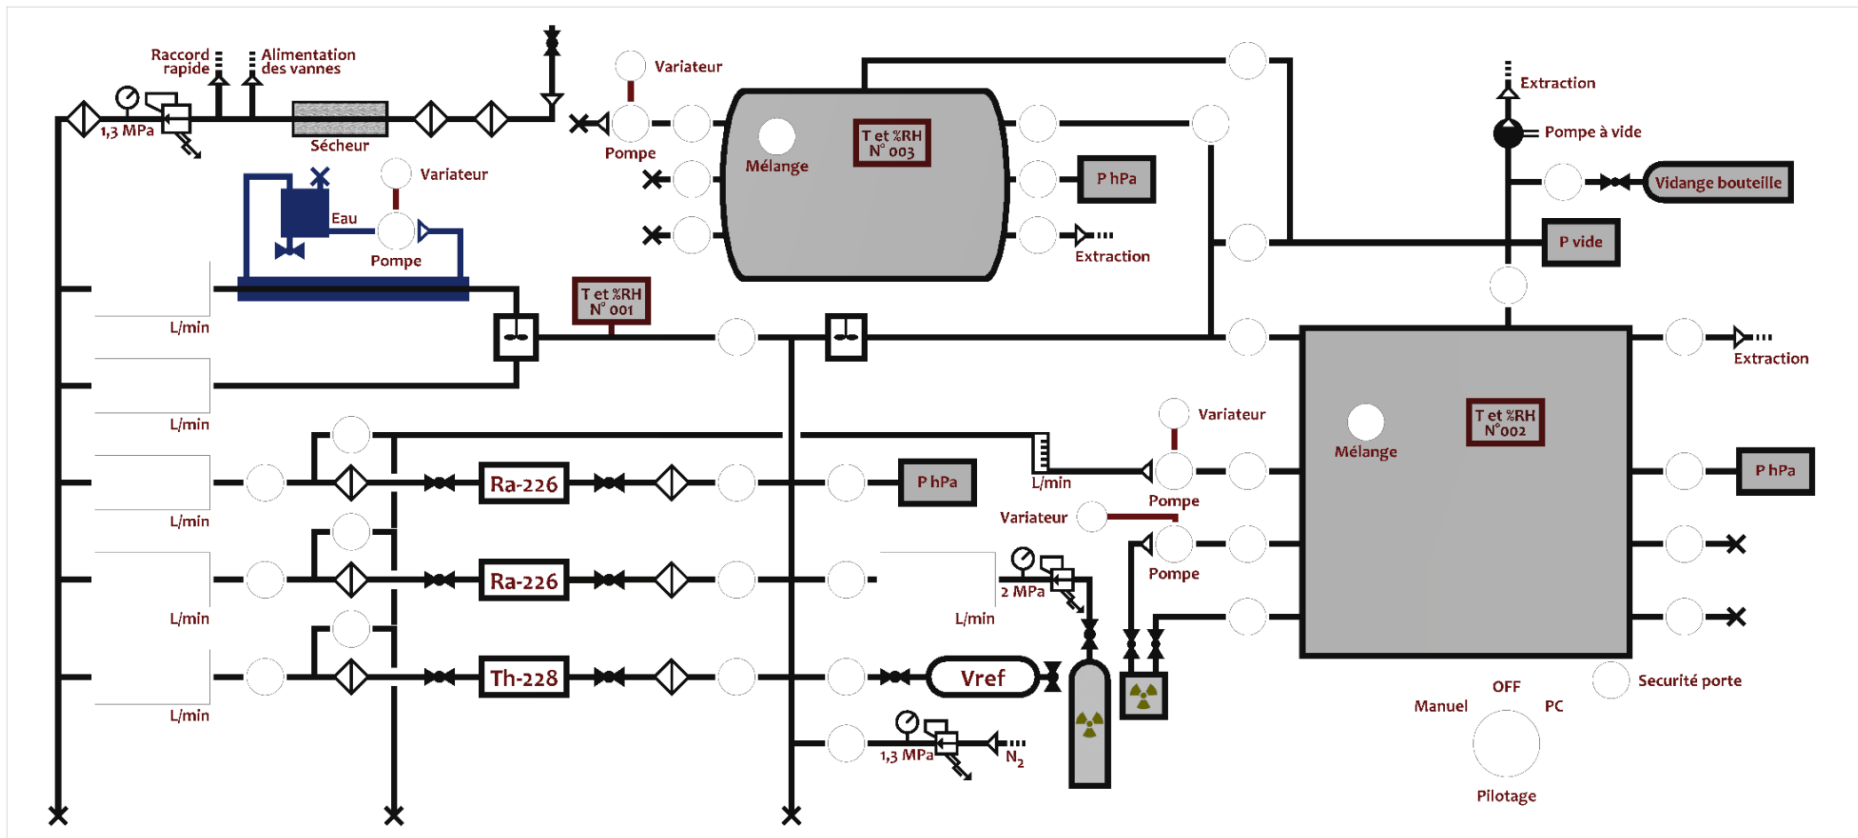 Raccord
rapide
Alimentation
des vannes
1,3 MPa
Sécheur
Variateur
Pompe
Mélange
T et %RH
N° 003
P hPa
Extraction
Extraction
Pompe à vide
Vidange bouteille
P vide
Variateur
Eau
Pompe
L/min
T et %RH
N° 001
L/min
Extraction
Variateur
T et %RH
N°002
Mélange
L/min
Ra-226
P hPa
L/min
Pompe
P hPa
Variateur
Pompe
L/min
Ra-226
2 MPa
L/min
L/min
Th-228
Vref
Securité porte
OFF
Manuel
PC
1,3 MPa
N2
Pilotage